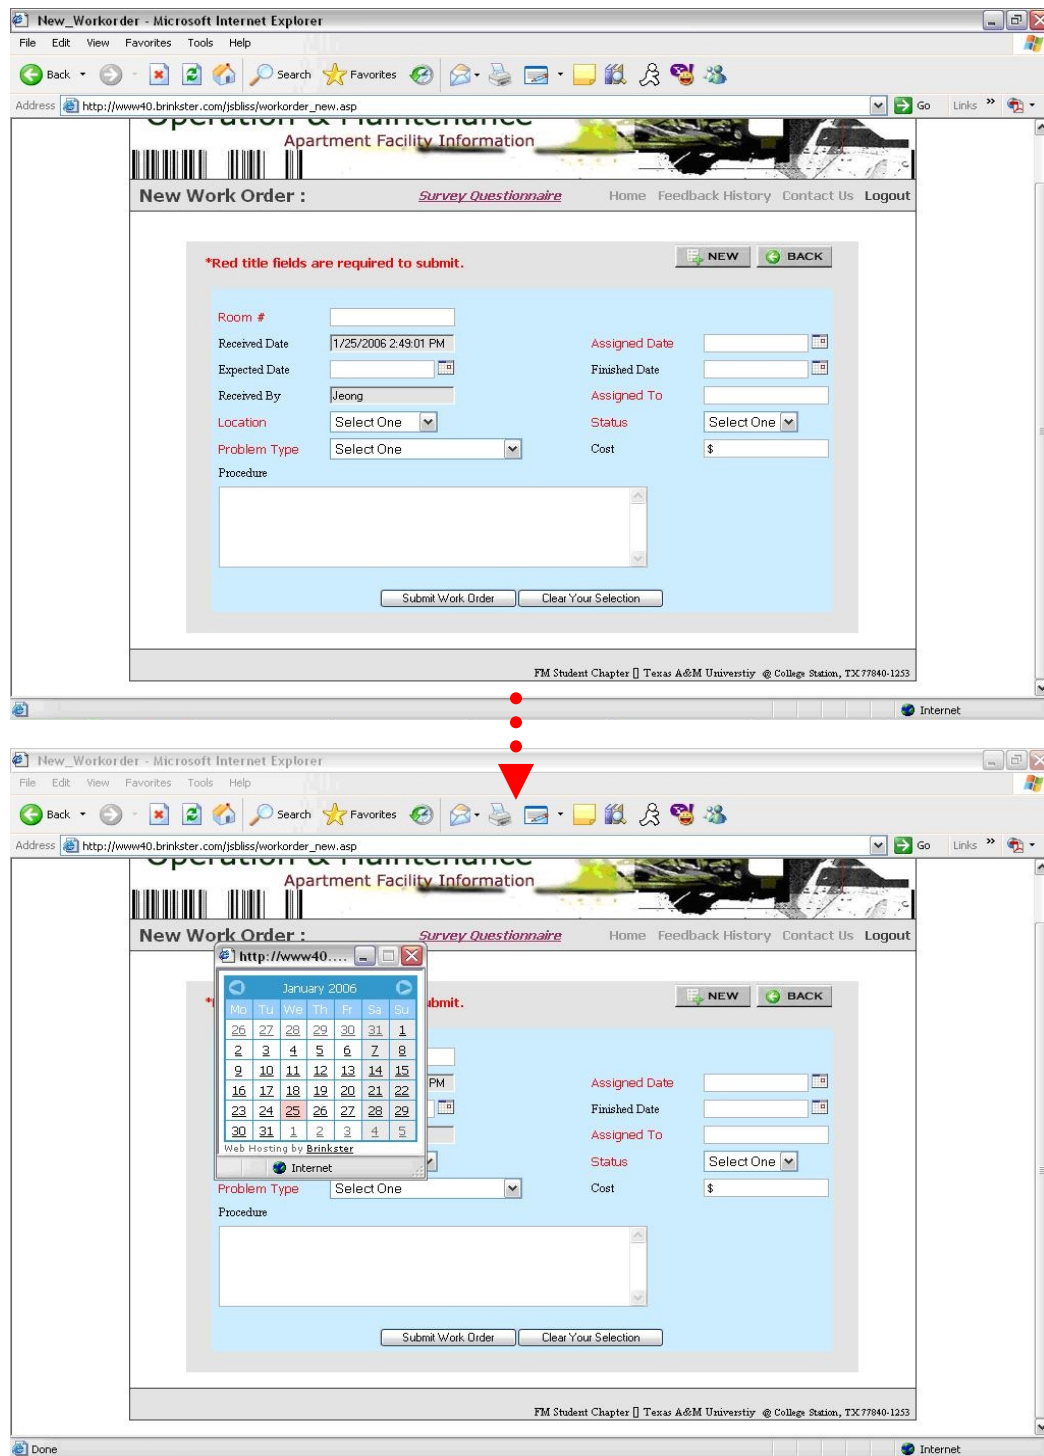 New_Workorder - Microsoft Internet Explorer
File Edit View Favorites Tools Help
Back Search Favorites
Address http://www40.brinkster.com/jsbliss/workorder_new.asp Go Links »
Operation & Maintenance
Apartment Facility Information
New Work Order : Survey Questionnaire Home Feedback History Contact Us Logout
*Red title fields are required to submit. NEW BACK
Room #
Received Date 1/25/2006 2:49:01 PM Assigned Date
Expected Date Finished Date
Received By Jeong Assigned To
Location Select One Status Select One
Problem Type Select One Cost $
Procedure
Submit Work Order Clear Your Selection
FM Student Chapter [] Texas A&M Universtiy @ College Station, TX 77840-1253
Internet
New_Workorder - Microsoft Internet Explorer
File Edit View Favorites Tools Help
Back Search Favorites
Address http://www40.brinkster.com/jsbliss/workorder_new.asp Go Links »
Operation & Maintenance
Apartment Facility Information
New Work Order : Survey Questionnaire Home Feedback History Contact Us Logout
http://www40....
January 2006
*ubmit. NEW BACK
Mo Tu We Th Fr Sa Su
26 27 28 29 30 31 1
2 3 4 5 6 7 8
9 10 11 12 13 14 15
16 17 18 19 20 21 22
23 24 25 26 27 28 29
30 31 1 2 3 4 5
Web Hosting by Brinkster
Internet
PM Assigned Date
Finished Date
Assigned To
Status Select One
Problem Type Select One Cost $
Procedure
Submit Work Order Clear Your Selection
FM Student Chapter [] Texas A&M Universtiy @ College Station, TX 77840-1253
Done Internet